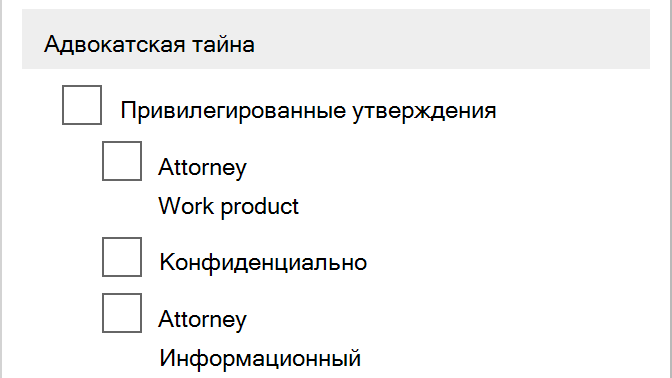 Адвокатская тайна
Привилегированные утверждения
Attorney
Work product
Конфиденциально
Attorney
Информационный